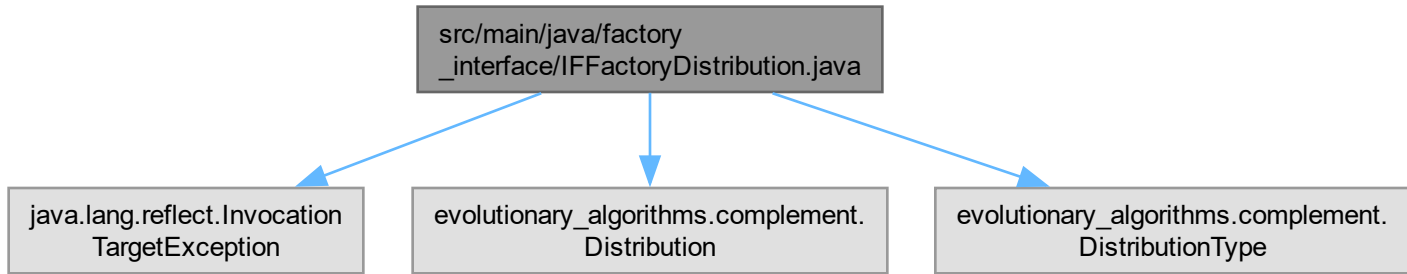 src/main/java/factory
_interface/IFFactoryDistribution.java
java.lang.reflect.Invocation
TargetException
evolutionary_algorithms.complement.
Distribution
evolutionary_algorithms.complement.
DistributionType